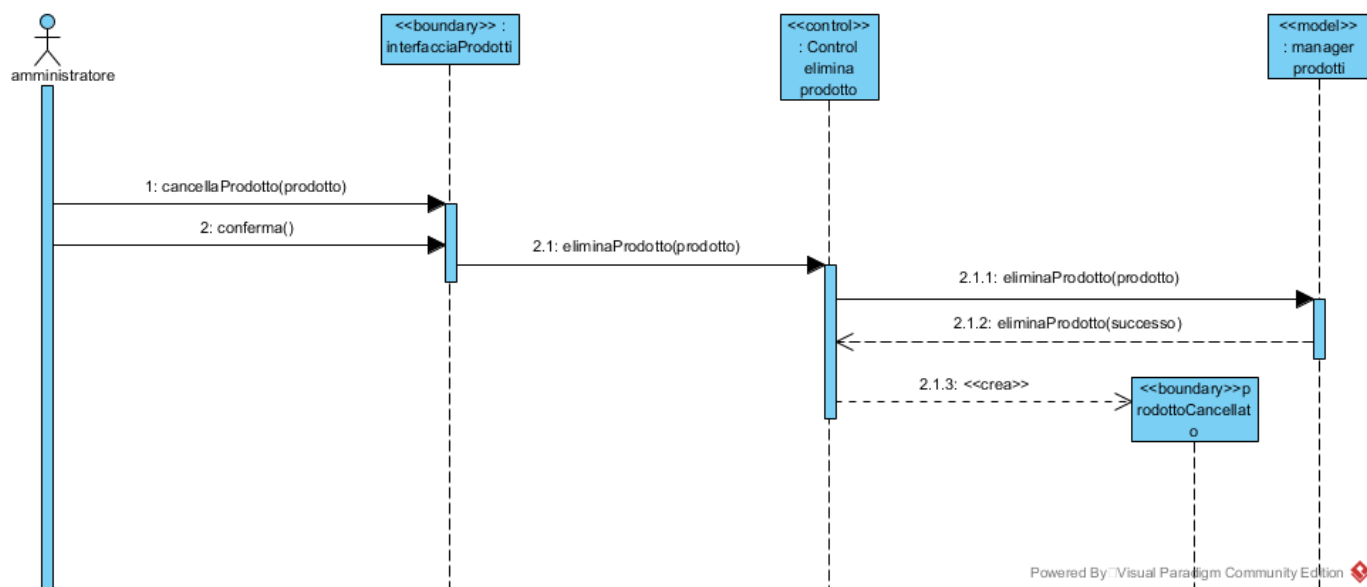 amministratore
<<boundary>> :
interfacciaProdotti
<<control>>
: Control
elimina
prodotto
<<model>>
: manager
prodotti
1: cancellaProdotto(prodotto)
2: conferma()
2.1: eliminaProdotto(prodotto)
2.1.1: eliminaProdotto(prodotto)
2.1.2: eliminaProdotto(successo)
2.1.3: <<crea>>
<<boundary>>p
rodottoCancellat
o
Powered By Visual Paradigm Community Edition